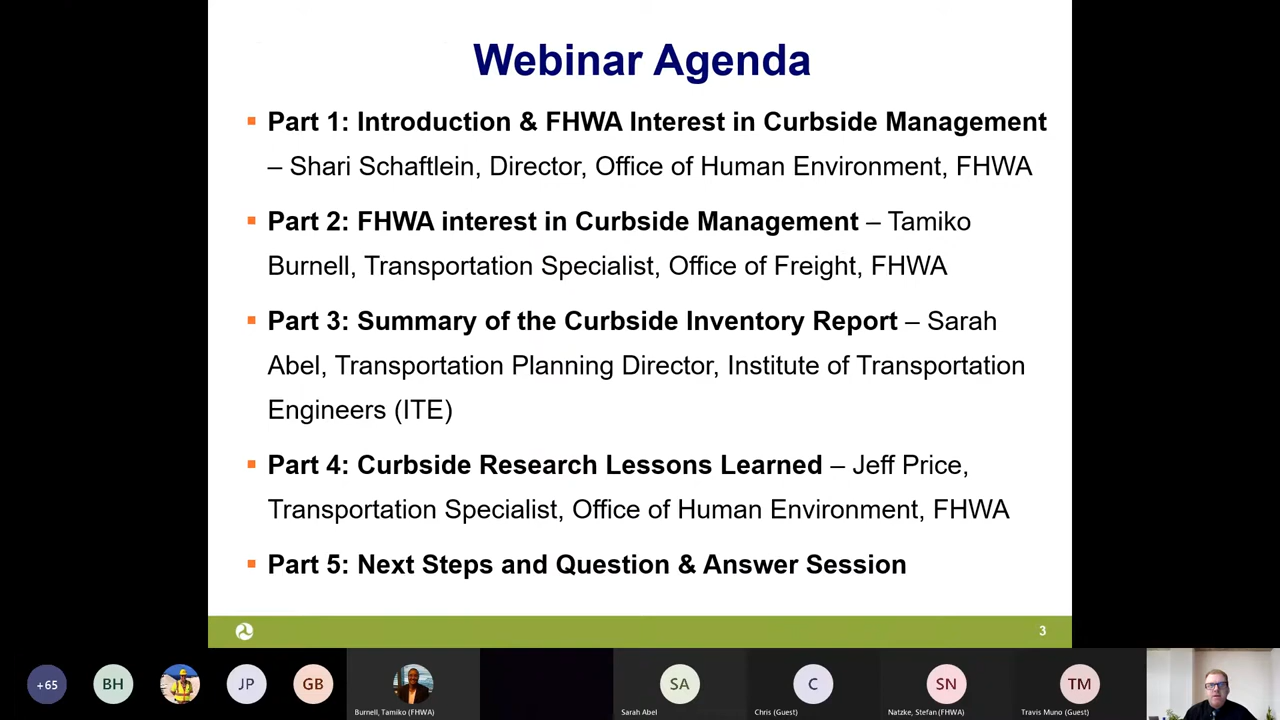 Webinar Agenda
Part 1: Introduction & FHWA Interest in Curbside Management
– Shari Schaftlein, Director, Office of Human Environment, FHWA
Part 2: FHWA interest in Curbside Management – Tamiko
Burnell, Transportation Specialist, Office of Freight, FHWA
Part 3: Summary of the Curbside Inventory Report – Sarah
Abel, Transportation Planning Director, Institute of Transportation
Engineers (ITE)
Part 4: Curbside Research Lessons Learned – Jeff Price,
Transportation Specialist, Office of Human Environment, FHWA
Part 5: Next Steps and Question & Answer Session
3
+65
BH
JP
GB
Burnell, Tamiko (FHWA)
SA
Sarah Abel
C
Chris (Guest)
SN
Natzke, Stefan (FHWA)
TM
Travis Muno (Guest)